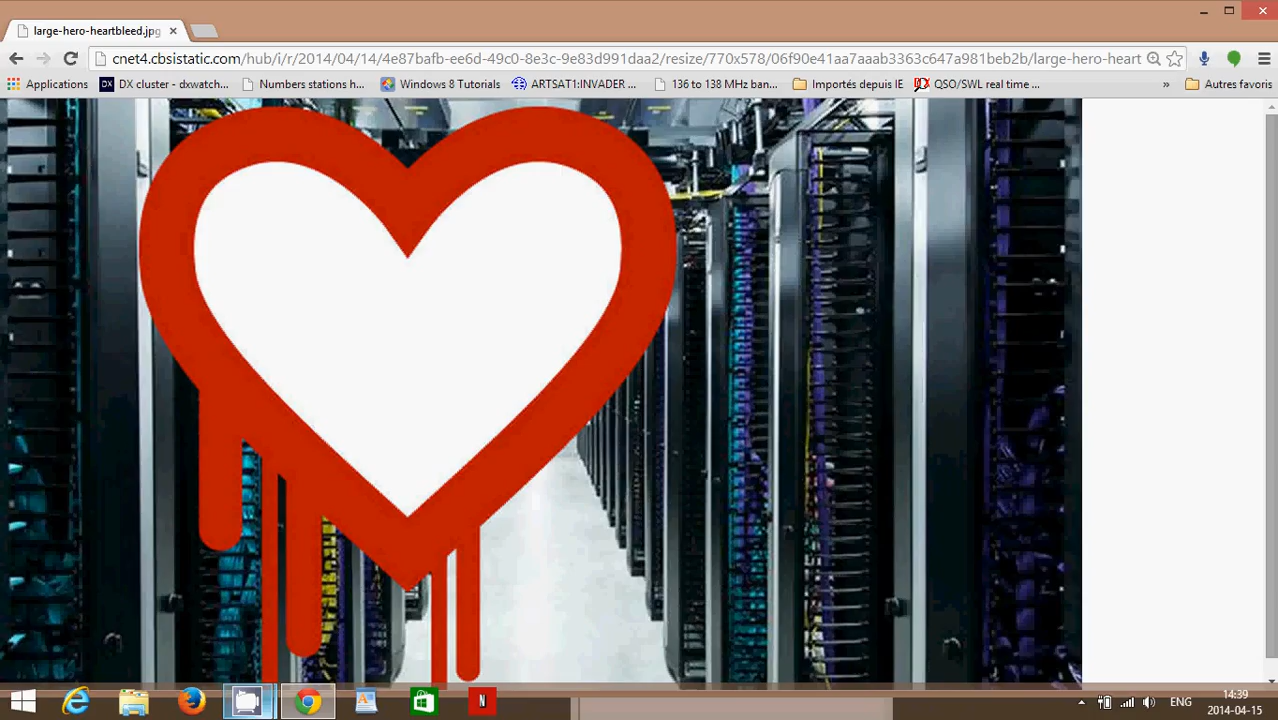 large-hero-heartbleed.jpg
cnet4.cbsistatic.com/hub/i/r/2014/04/14/4e87bafb-ee6d-49c0-8e3c-9e83d991daa2/resize/770x578/06f90e41aa7aaab3363c647a981beb2b/large-hero-heart
Applications DX DX cluster - dxwatch... Numbers stations h... Windows 8 Tutorials ARTSAT1:INVADER ... 136 to 138 MHz ban... Importés depuis IE QSO/SWL real time ... » Autres favoris
N ENG 14:39
2014-04-15